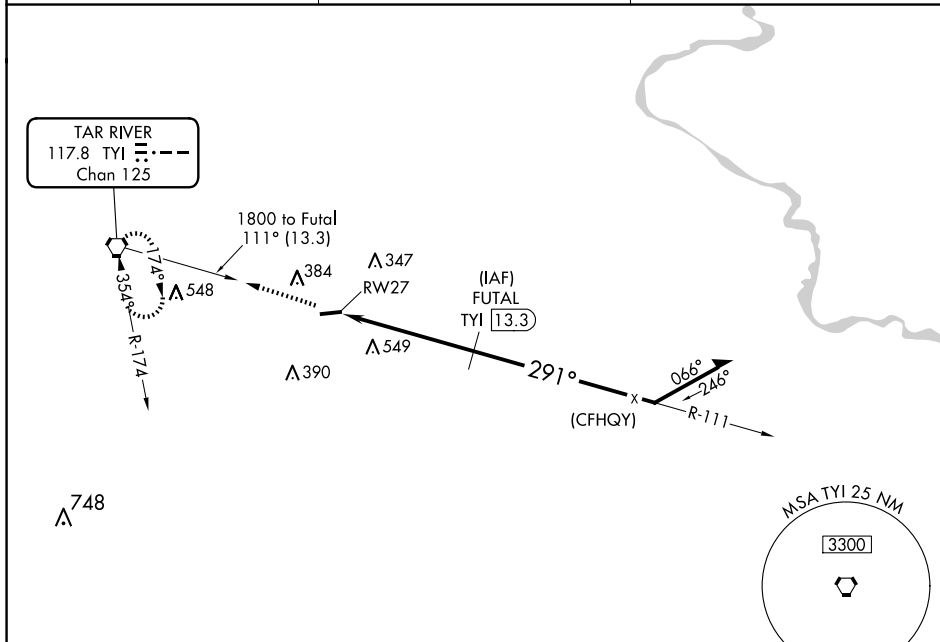 TAR RIVER
117.8 TYI
Chan 125
1800 to Futal
111° (13.3)
384
347
RW27
(IAF)
FUTAL
TYI 13.3
174°
548
354°
R-174
549
390
291°
066°
246°
(CFHQY)
X
R-111
748
MSA TYI 25 NM
3300